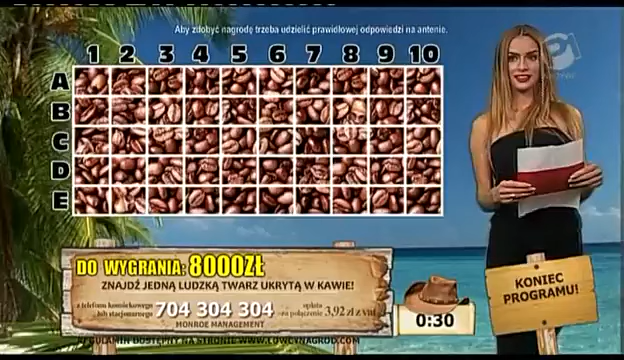 Aby zdobyć nagrodę trzeba udzielić prawidłowej odpowiedzi na antenie.
1 2 3 4 5 6 7 8 9 10
A
B
C
D
E
DO WYGRANIA: 8000ZŁ
ZNAJDŹ JEDNĄ LUDZKĄ TWARZ UKRYTĄ W KAWIE!
z telefonu komórkowego
lub stacjonarnego
704 304 304
opłata
za połączenie 3,92 zł z vat
MONROE MANAGEMENT
0:30
KONIEC
PROGRAMU!
REGULAMIN DOSTĘPNY NA STRONIE WWW.LOWCYNAGROD.COM